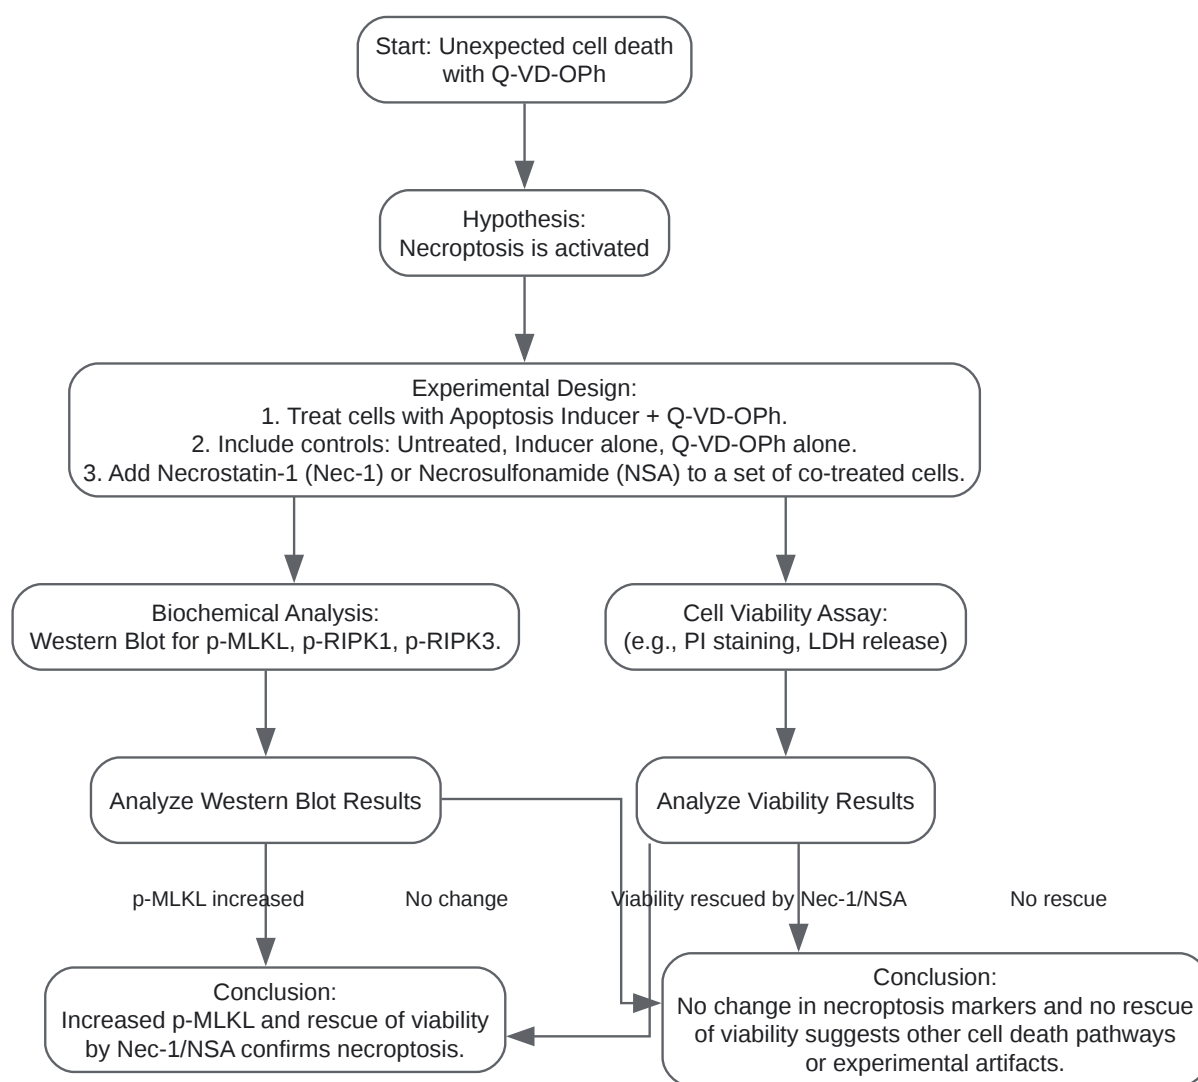 Start: Unexpected cell death
with Q-VD-OPh
Hypothesis:
Necroptosis is activated
Experimental Design:
1. Treat cells with Apoptosis Inducer + Q-VD-OPh.
2. Include controls: Untreated, Inducer alone, Q-VD-OPh alone.
3. Add Necrostatin-1 (Nec-1) or Necrosulfonamide (NSA) to a set of co-treated cells.
Biochemical Analysis:
Western Blot for p-MLKL, p-RIPK1, p-RIPK3.
Cell Viability Assay:
(e.g., PI staining, LDH release)
Analyze Western Blot Results
Analyze Viability Results
p-MLKL increased
No change
Viability rescued by Nec-1/NSA
No rescue
Conclusion:
Increased p-MLKL and rescue of viability
by Nec-1/NSA confirms necroptosis.
Conclusion:
No change in necroptosis markers and no rescue
of viability suggests other cell death pathways
or experimental artifacts.